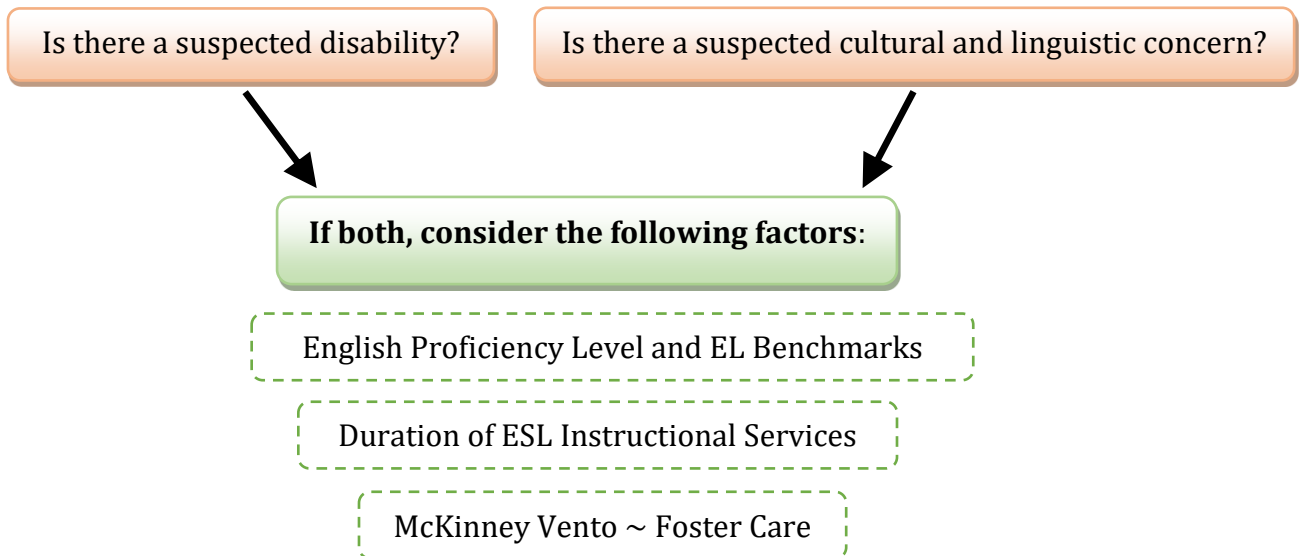 Is there a suspected disability?
Is there a suspected cultural and linguistic concern?
If both, consider the following factors:
English Proficiency Level and EL Benchmarks
Duration of ESL Instructional Services
McKinney Vento ~ Foster Care